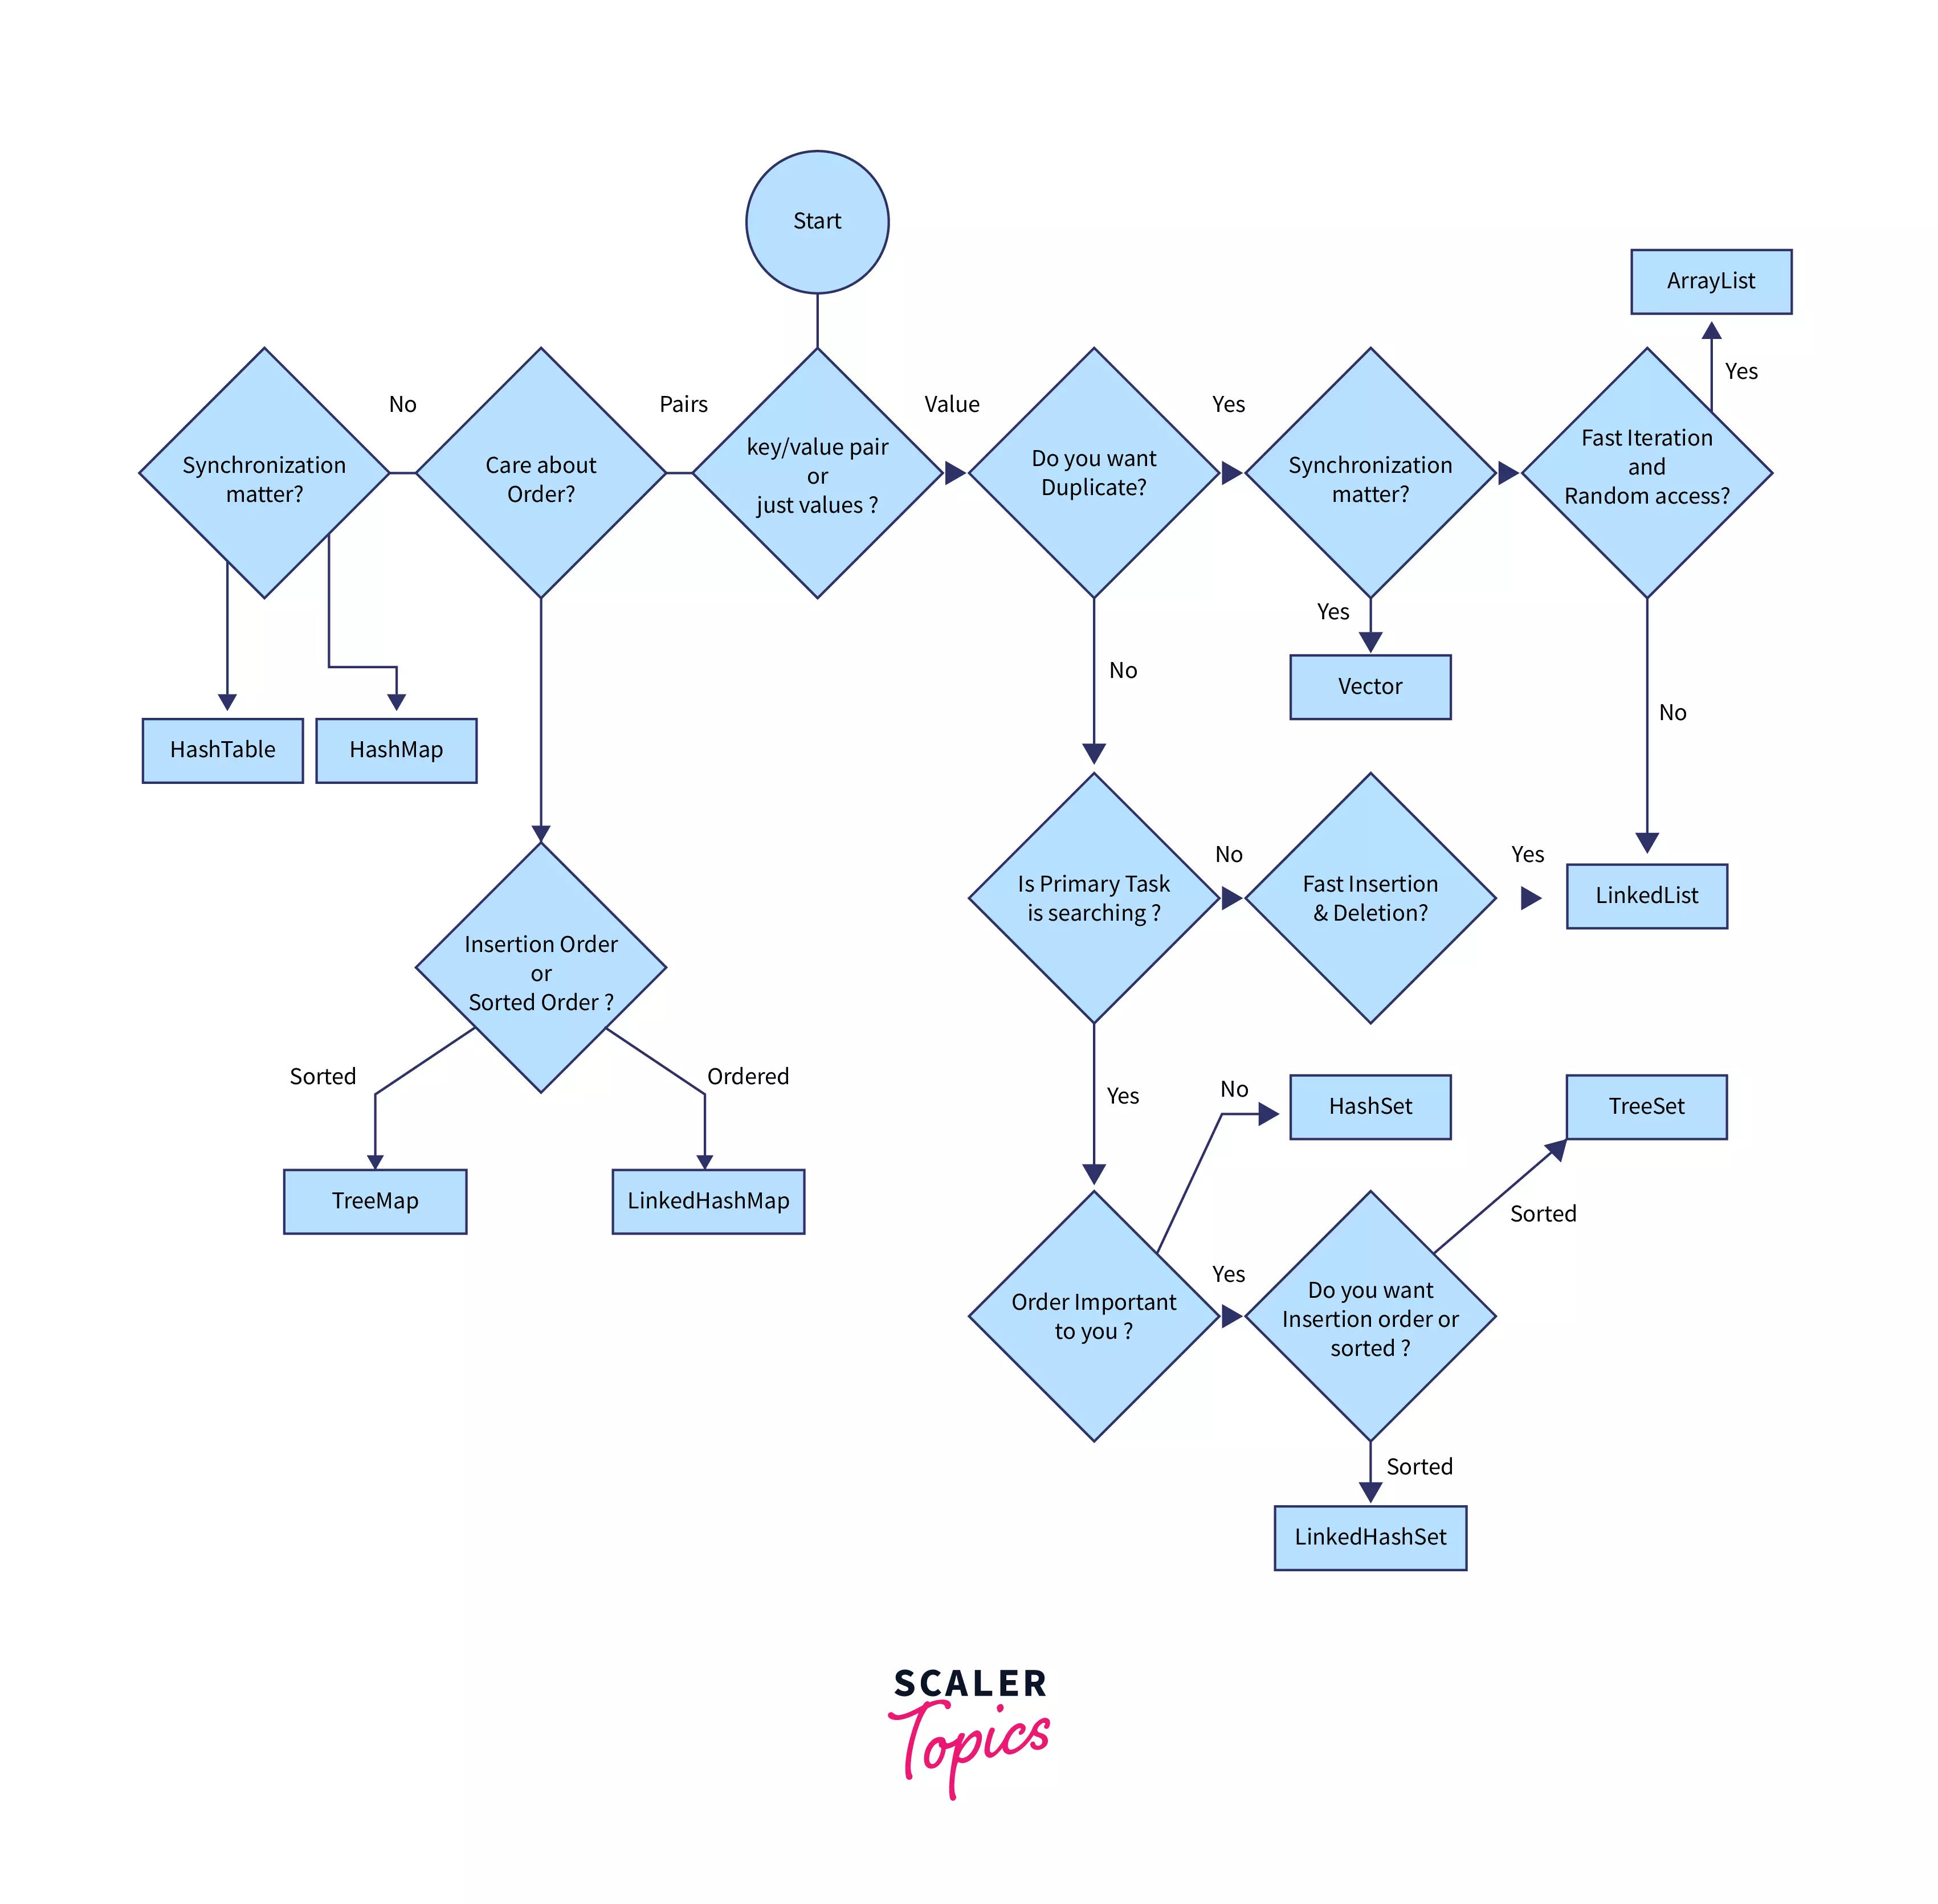 Start
ArrayList
Yes
No
Pairs
Value
Yes
Synchronization
matter?
Care about
Order?
key/value pair
or
just values ?
Do you want
Duplicate?
Synchronization
matter?
Fast Iteration
and
Random access?
Yes
No
Vector
No
HashTable
HashMap
No
Yes
Is Primary Task
is searching ?
Fast Insertion
& Deletion?
LinkedList
Insertion Order
or
Sorted Order ?
Sorted
Ordered
Yes
No
HashSet
TreeSet
TreeMap
LinkedHashMap
Sorted
Yes
Order Important
to you ?
Do you want
Insertion order or
sorted ?
Sorted
LinkedHashSet
SCALER
Topics